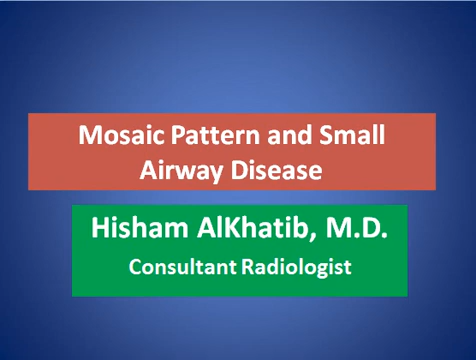 Mosaic Pattern and Small
Airway Disease
Hisham AlKhatib, M.D.
Consultant Radiologist